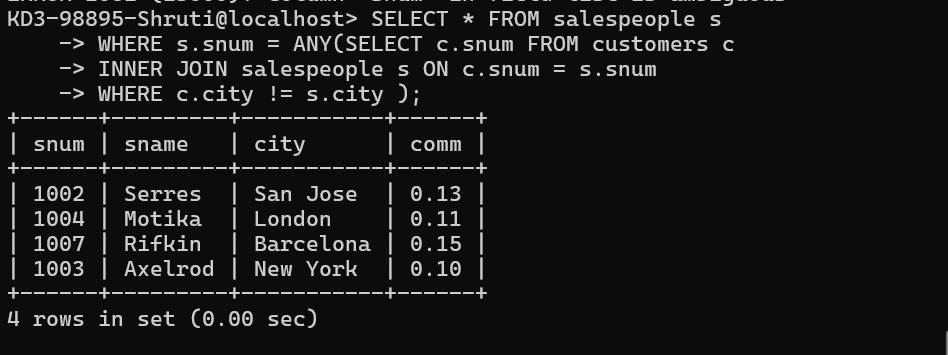 KD3-98895-Shruti@localhost> SELECT * FROM salespeople s
    -> WHERE s.snum = ANY(SELECT c.snum FROM customers c
    -> INNER JOIN salespeople s ON c.snum = s.snum
    -> WHERE c.city != s.city );
+------+---------+-----------+------+
| snum | sname   | city      | comm |
+------+---------+-----------+------+
| 1002 | Serres  | San Jose  | 0.13 |
| 1004 | Motika  | London    | 0.11 |
| 1007 | Rifkin  | Barcelona | 0.15 |
| 1003 | Axelrod | New York  | 0.10 |
+------+---------+-----------+------+
4 rows in set (0.00 sec)